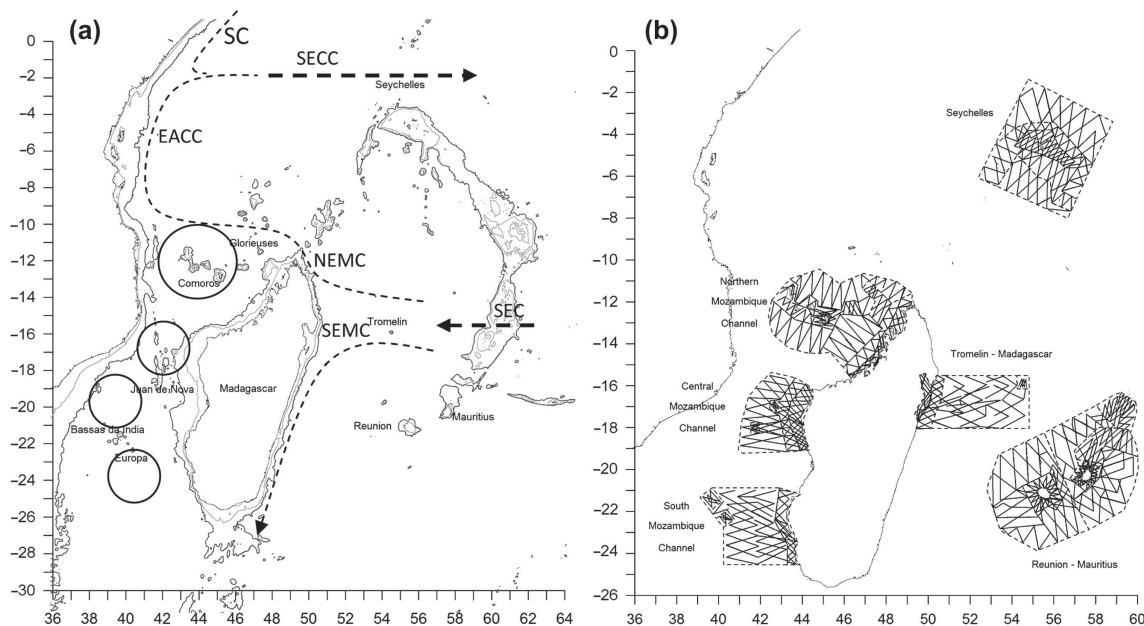 (a)
SC
SECC
Seychelles
EACC
Glorieuses
NEMC
Comoros
SEC
SEMC
Tromelin
Juan de Nova
Madagascar
Mauritius
Reunion
Bassas da India
Europa
0
–2
–4
–6
–8
–10
–12
–14
–16
–18
–20
–22
–24
–26
–28
–30
36 38 40 42 44 46 48 50 52 54 56 58 60 62 64
(b)
Seychelles
Northern
Mozambique
Channel
Tromelin - Madagascar
Central
Mozambique
Channel
South
Mozambique
Channel
Reunion - Mauritius
0
–2
–4
–6
–8
–10
–12
–14
–16
–18
–20
–22
–24
–26
36 38 40 42 44 46 48 50 52 54 56 58 60